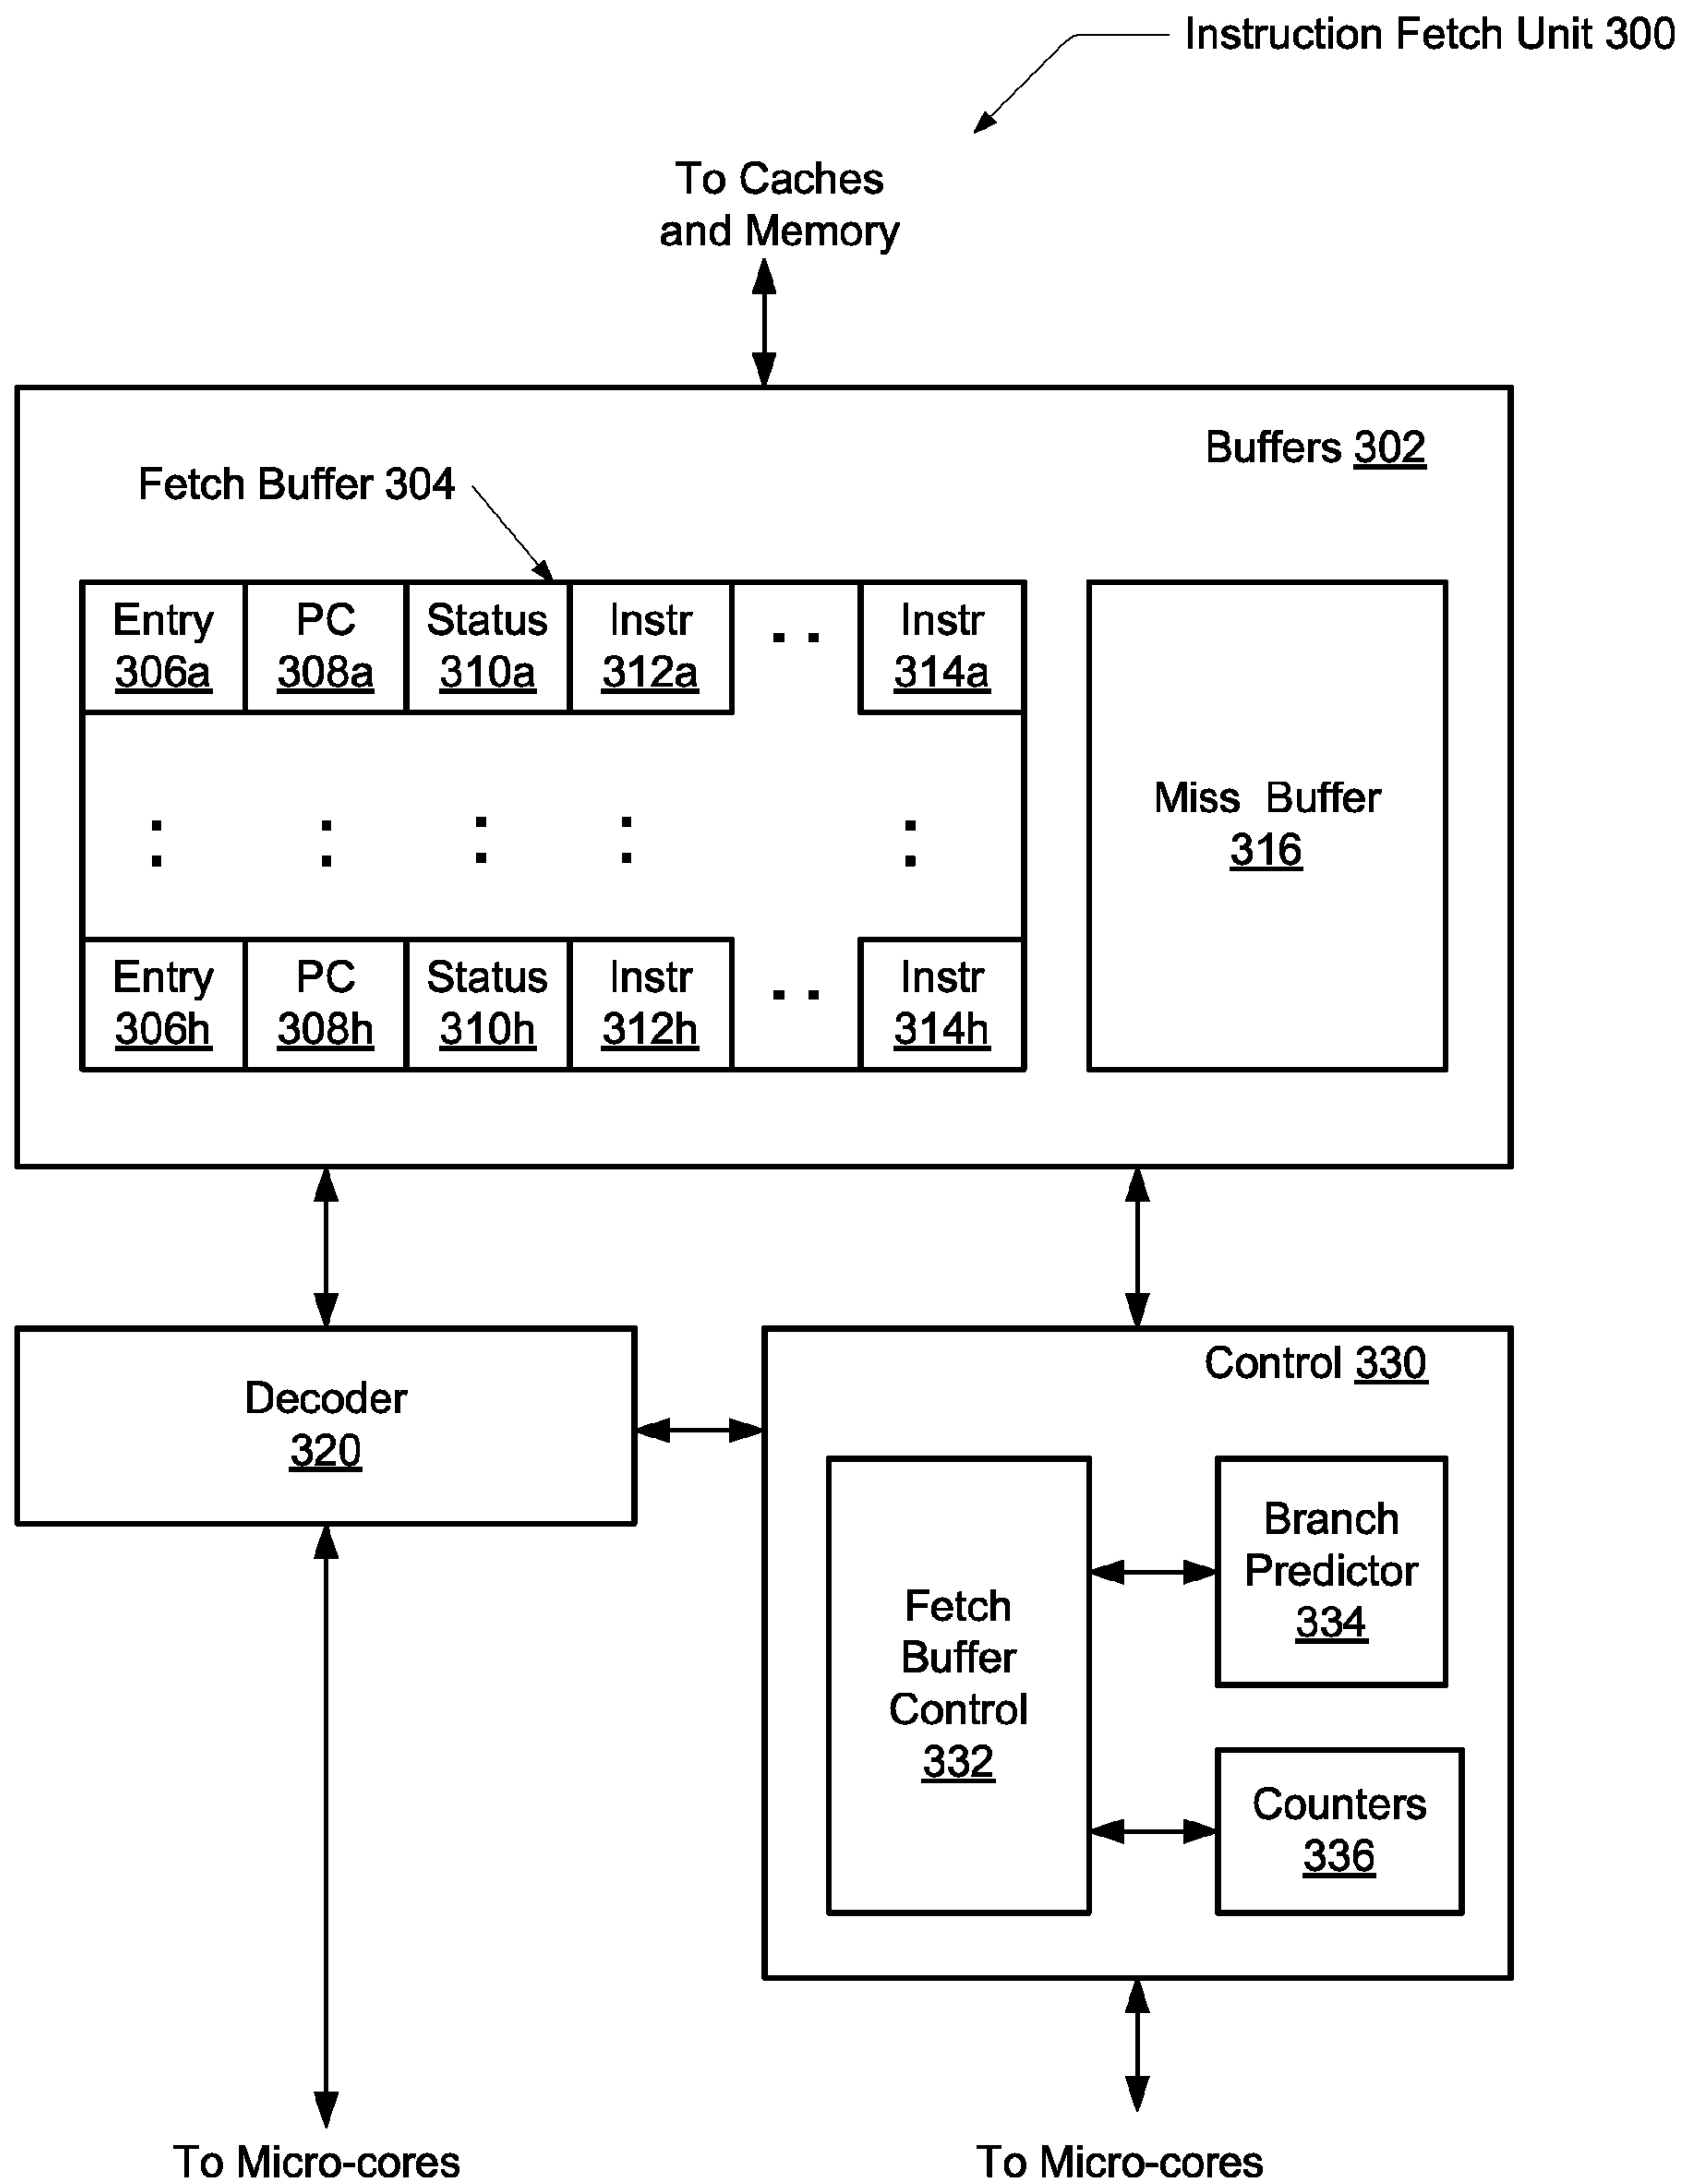 Instruction Fetch Unit 300
To Caches
and Memory
Buffers 302
Fetch Buffer 304
Entry PC Status Instr . . Instr
306a 308a 310a 312a 314a
: : : : :
Miss Buffer
316
Entry PC Status Instr . . Instr
306h 308h 310h 312h 314h
Decoder
320
Control 330
Fetch
Buffer
Control
332
Branch
Predictor
334
Counters
336
To Micro-cores
To Micro-cores